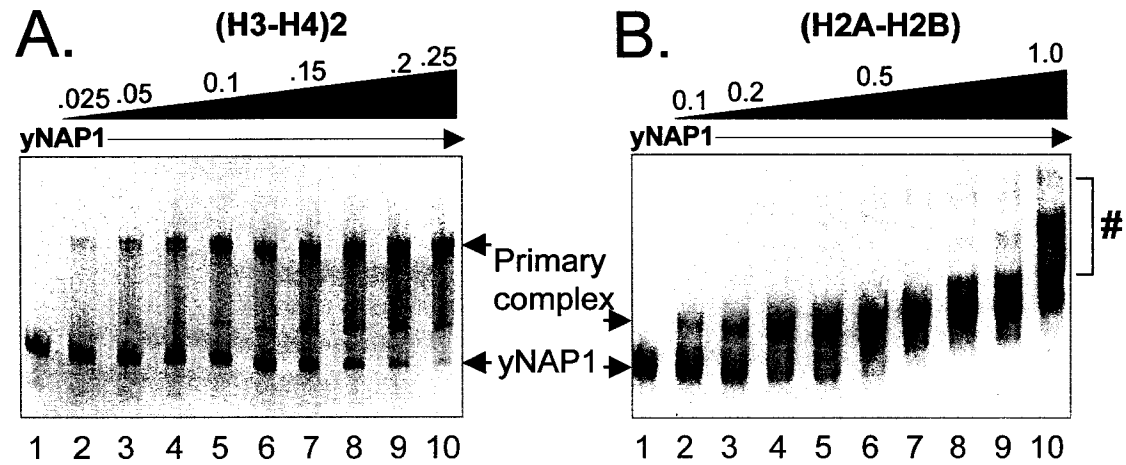 A.
(H3-H4)2
.025 .05 0.1 .15 .2 .25
yNAP1
1 2 3 4 5 6 7 8 9 10
Primary
complex
yNAP1
B.
(H2A-H2B)
0.1 0.2 0.5 1.0
yNAP1
#
1 2 3 4 5 6 7 8 9 10